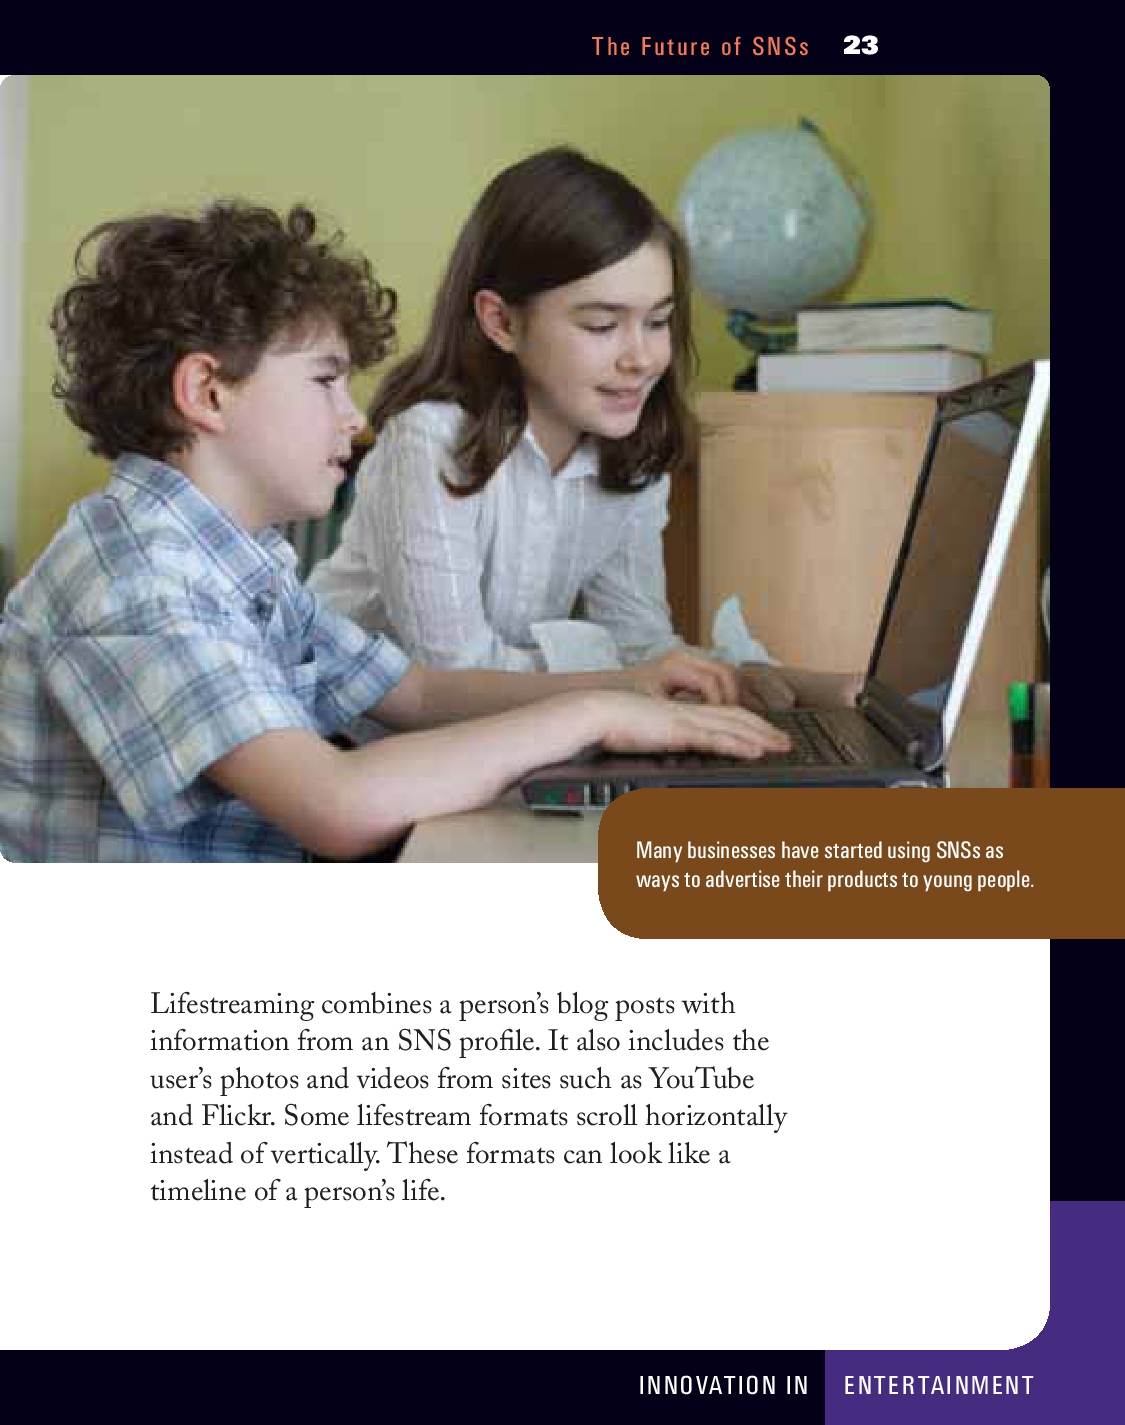 The Future of SNSs 23
Many businesses have started using SNSs as
ways to advertise their products to young people.
Lifestreaming combines a person’s blog posts with
information from an SNS profile. It also includes the
user’s photos and videos from sites such as YouTube
and Flickr. Some lifestream formats scroll horizontally
instead of vertically. These formats can look like a
timeline of a person’s life.
INNOVATION IN ENTERTAINMENT